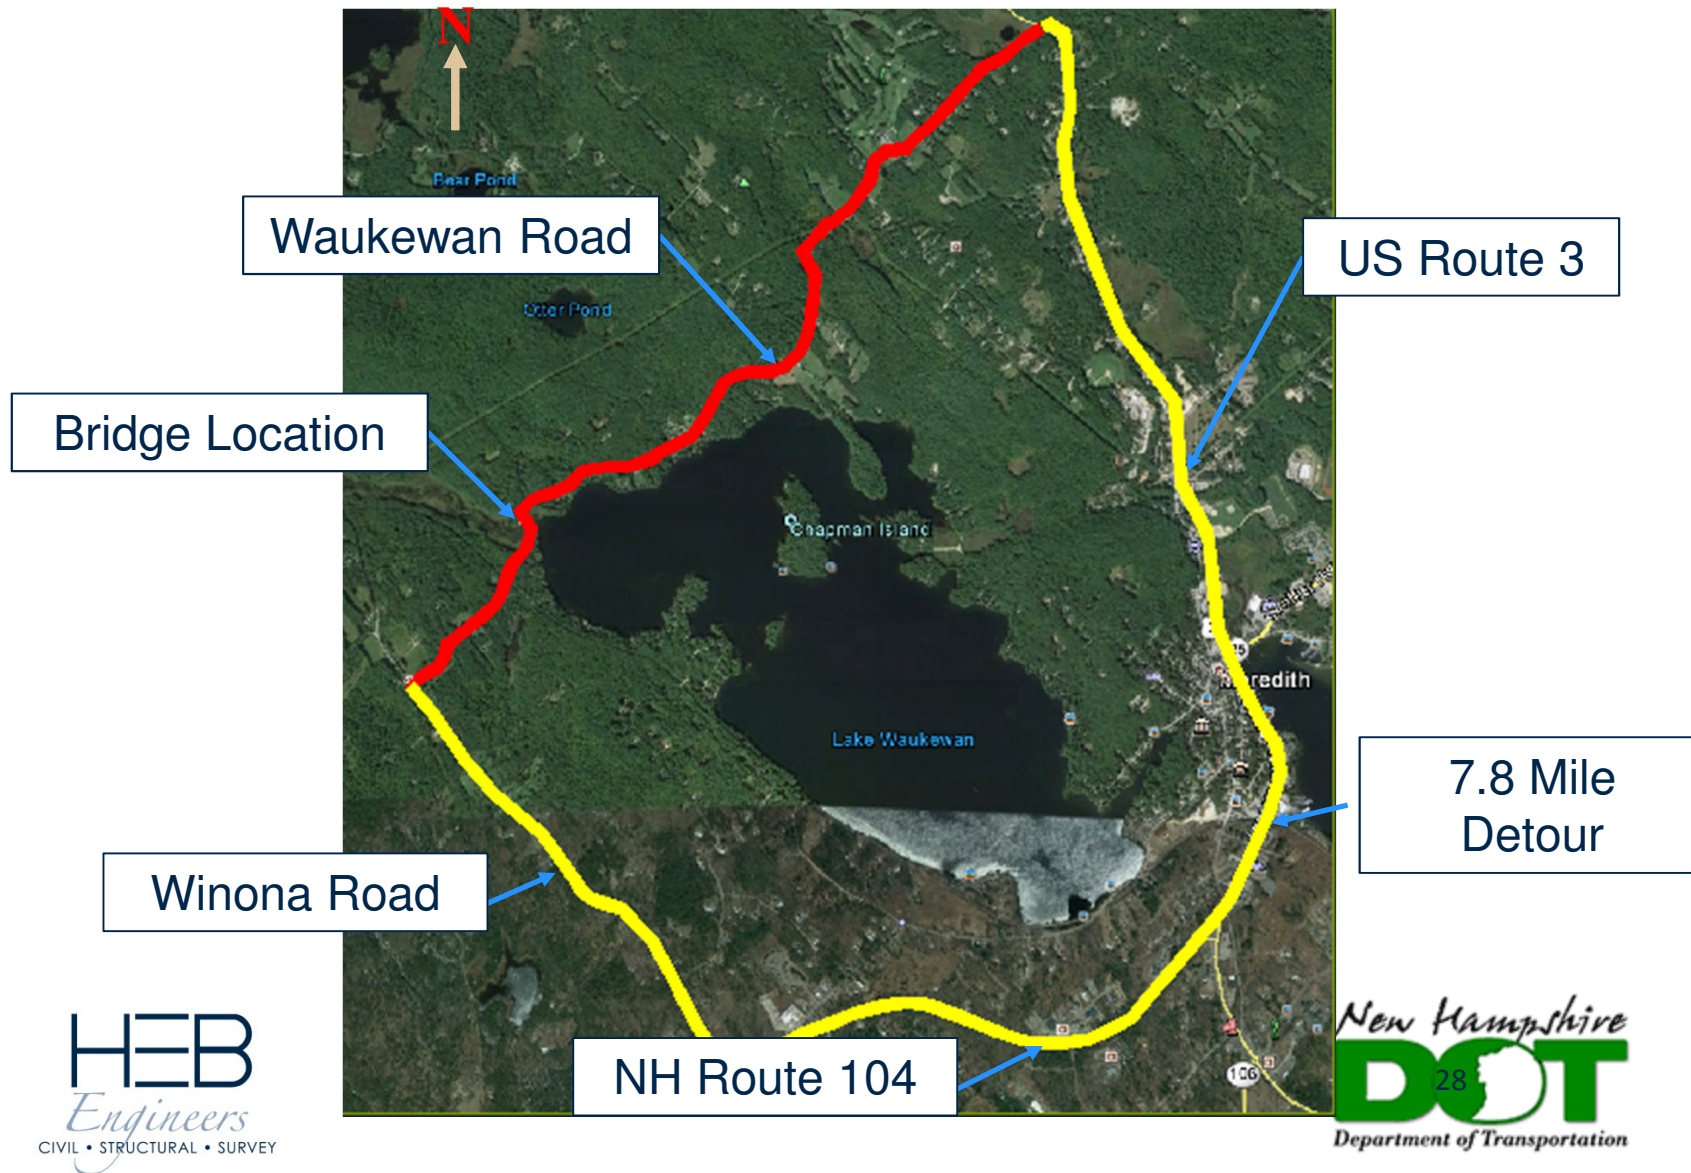 N
Bear Pond
Waukewan Road
US Route 3
Otter Pond
Bridge Location
Chapman Island
Meredith
Lake Waukewan
7.8 Mile
Detour
Winona Road
NH Route 104
106
HEB
Engineers
CIVIL • STRUCTURAL • SURVEY
New Hampshire
DOT
28
Department of Transportation